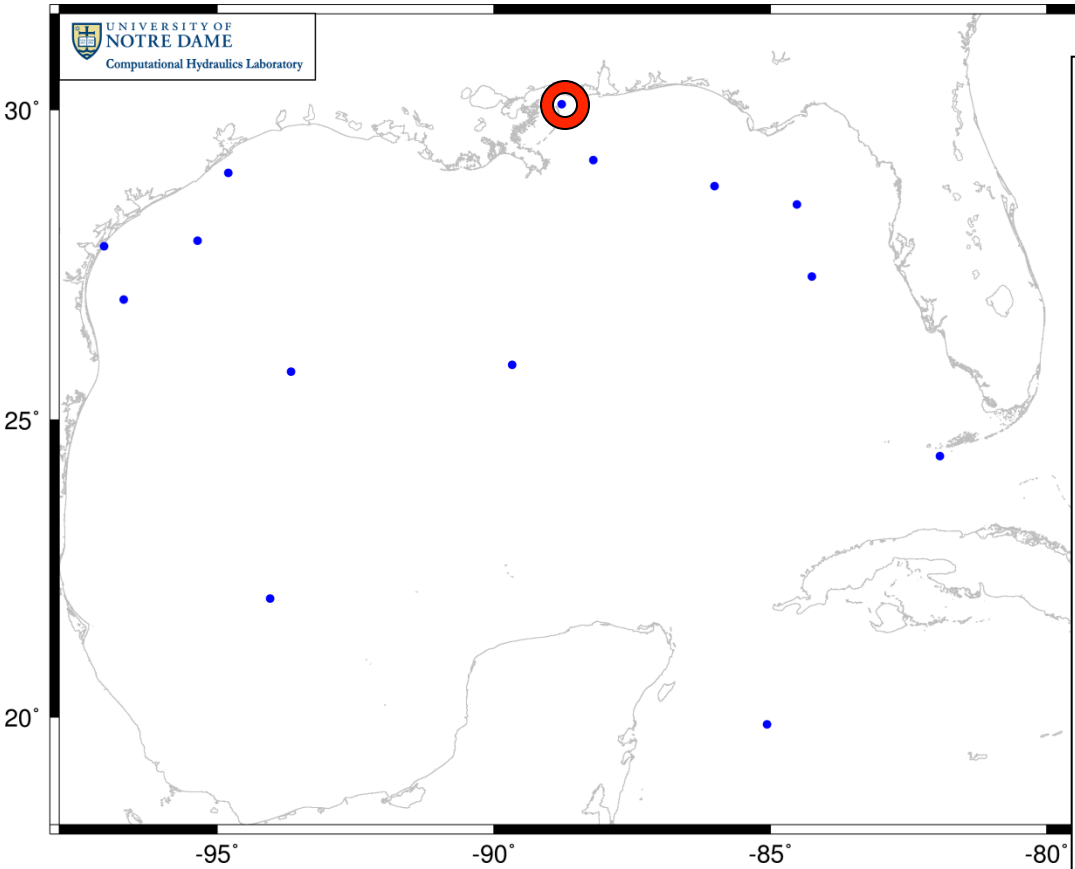 UNIVERSITY OF
NOTRE DAME
Computational Hydraulics Laboratory
30˚
25˚
20˚
-95˚
-90˚
-85˚
-80˚